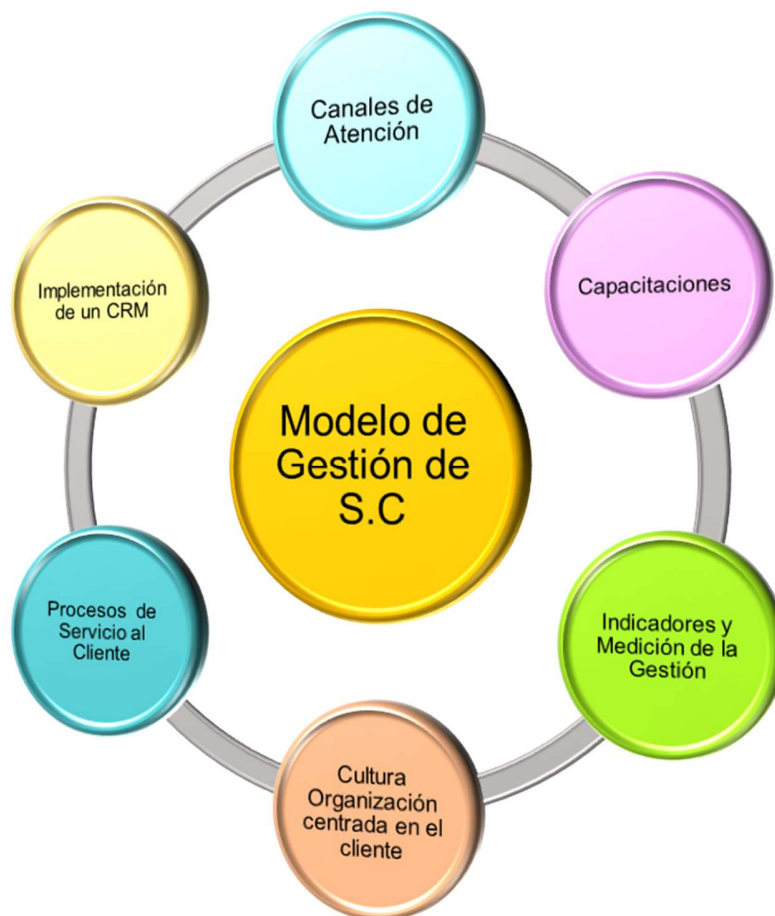 Canales de
Atención
Capacitaciones
Indicadores y
Medición de la
Gestión
Cultura
Organización
centrada en el
cliente
Procesos de
Servicio al
Cliente
Implementación
de un CRM
Modelo de
Gestión de
S.C